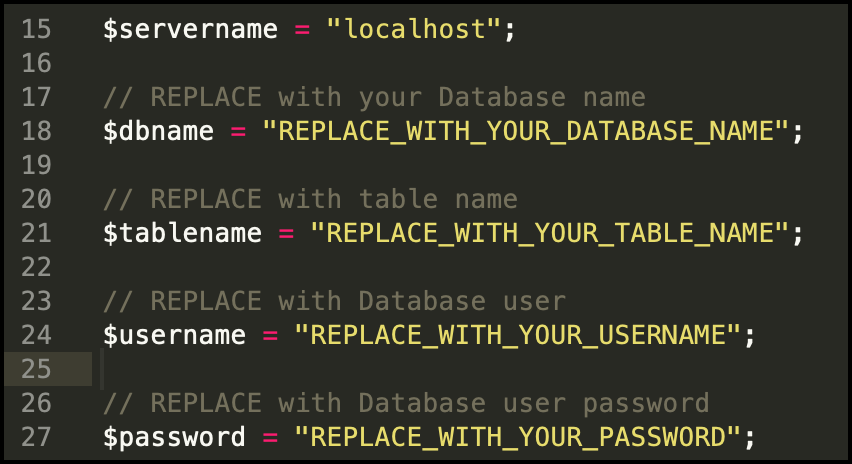 15 $servername = "localhost";
16
17 // REPLACE with your Database name
18 $dbname = "REPLACE_WITH_YOUR_DATABASE_NAME";
19
20 // REPLACE with table name
21 $tablename = "REPLACE_WITH_YOUR_TABLE_NAME";
22
23 // REPLACE with Database user
24 $username = "REPLACE_WITH_YOUR_USERNAME";
25
26 // REPLACE with Database user password
27 $password = "REPLACE_WITH_YOUR_PASSWORD";